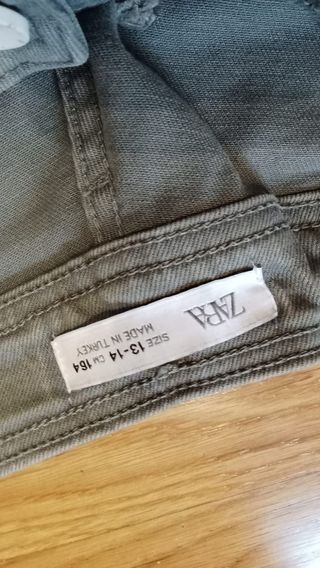 ZARA
SIZE 13-14 CM 164
MADE IN TURKEY